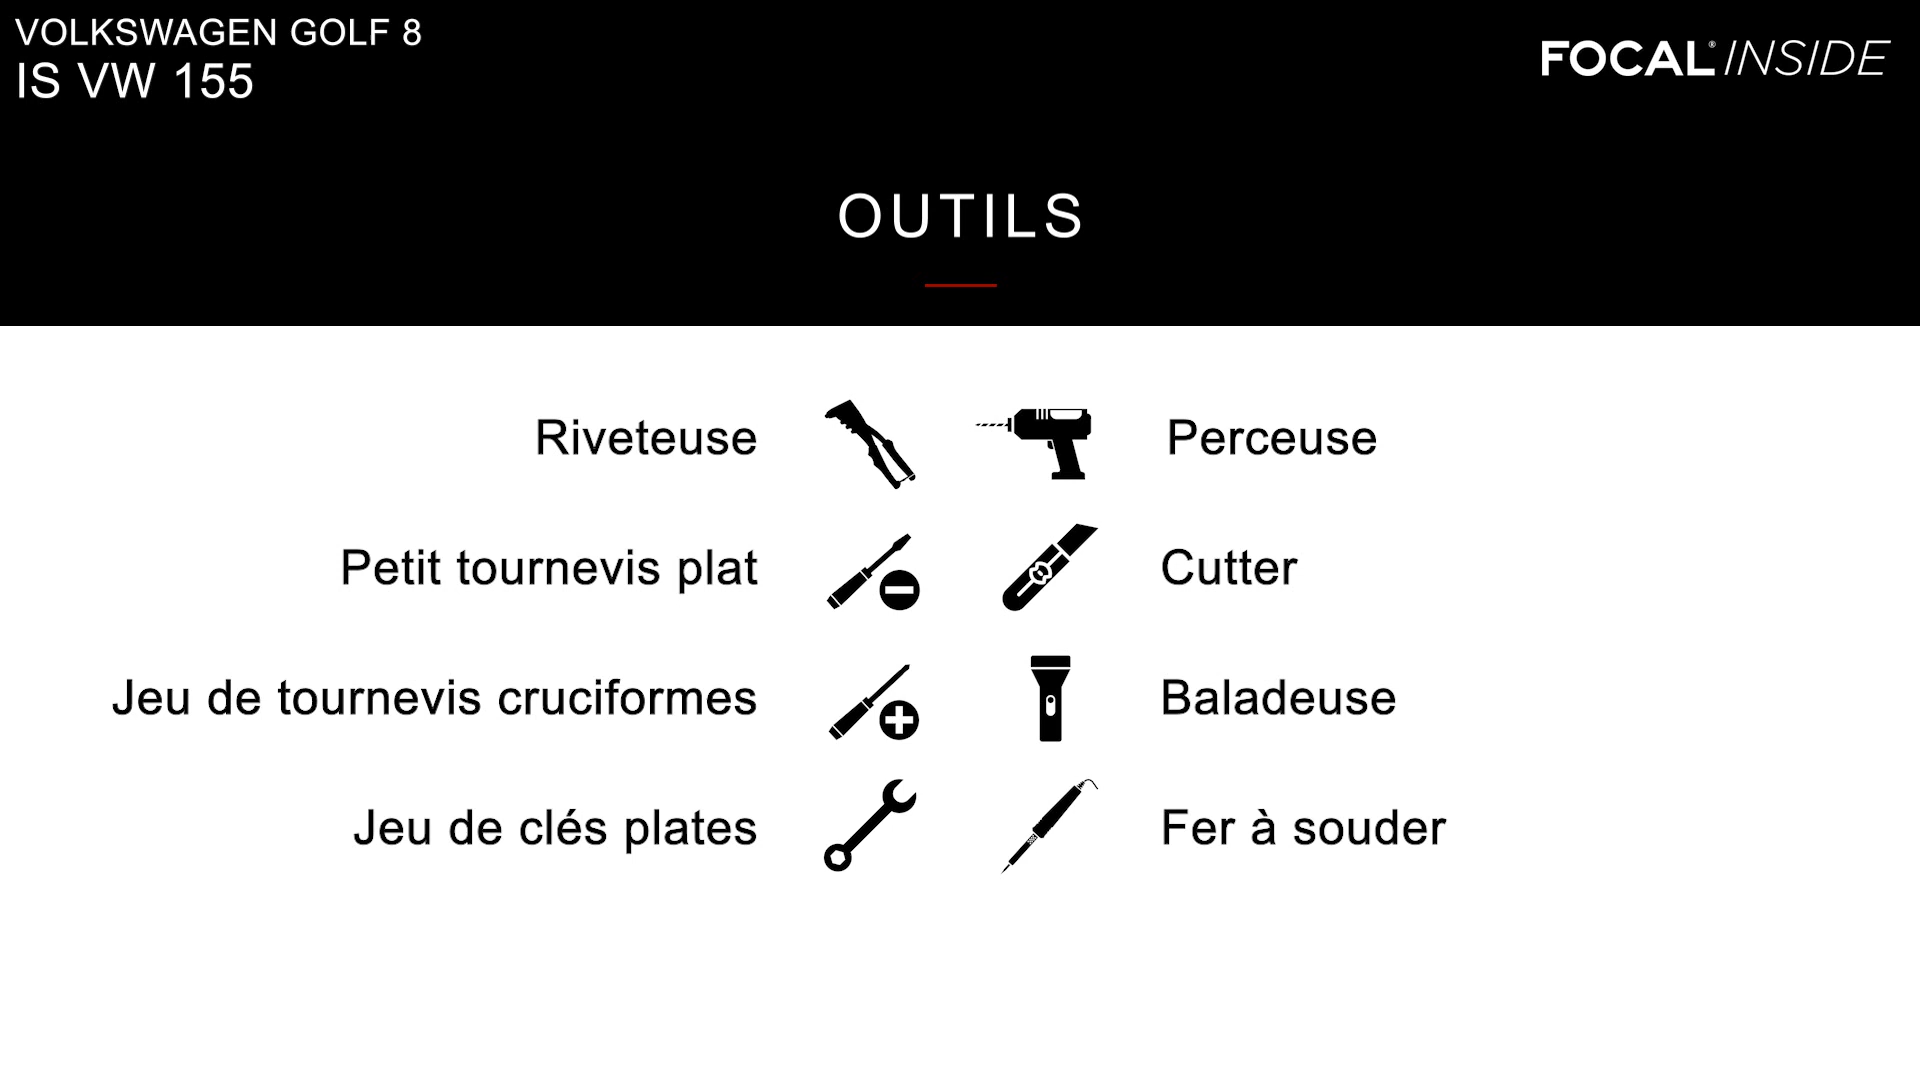 VOLKSWAGEN GOLF 8
IS VW 155
FOCAL® INSIDE
OUTILS
Riveteuse
Perceuse
Petit tournevis plat
Cutter
Jeu de tournevis cruciformes
Baladeuse
Jeu de clés plates
Fer à souder